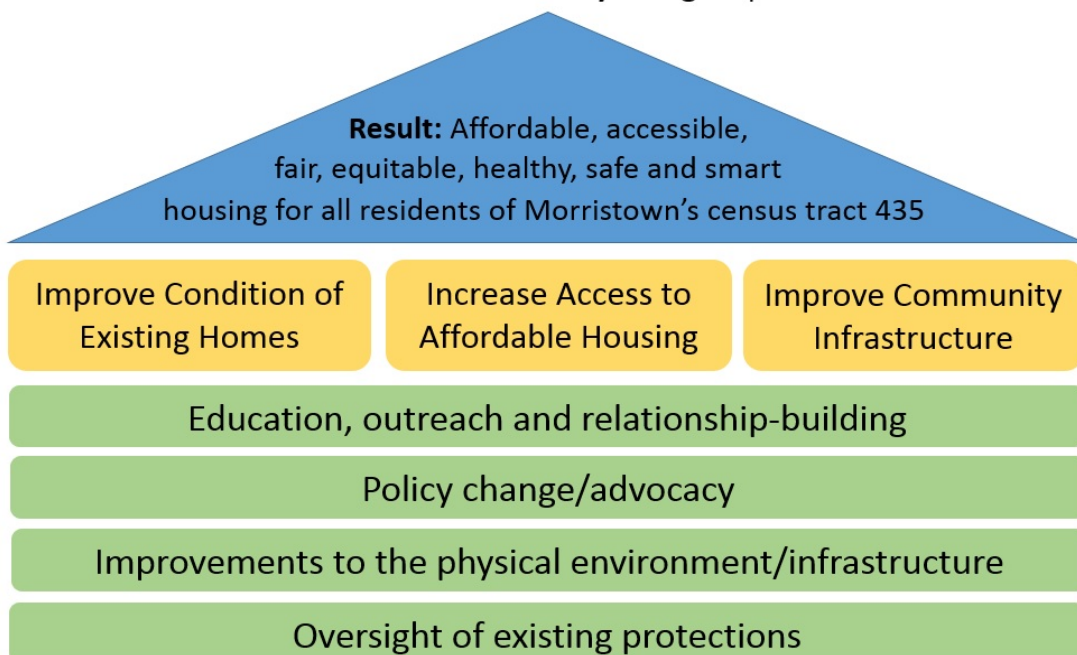 Result: Affordable, accessible,
fair, equitable, healthy, safe and smart
housing for all residents of Morristown's census tract 435
Improve Condition of
Existing Homes
Increase Access to
Affordable Housing
Improve Community
Infrastructure
Education, outreach and relationship-building
Policy change/advocacy
Improvements to the physical environment/infrastructure
Oversight of existing protections